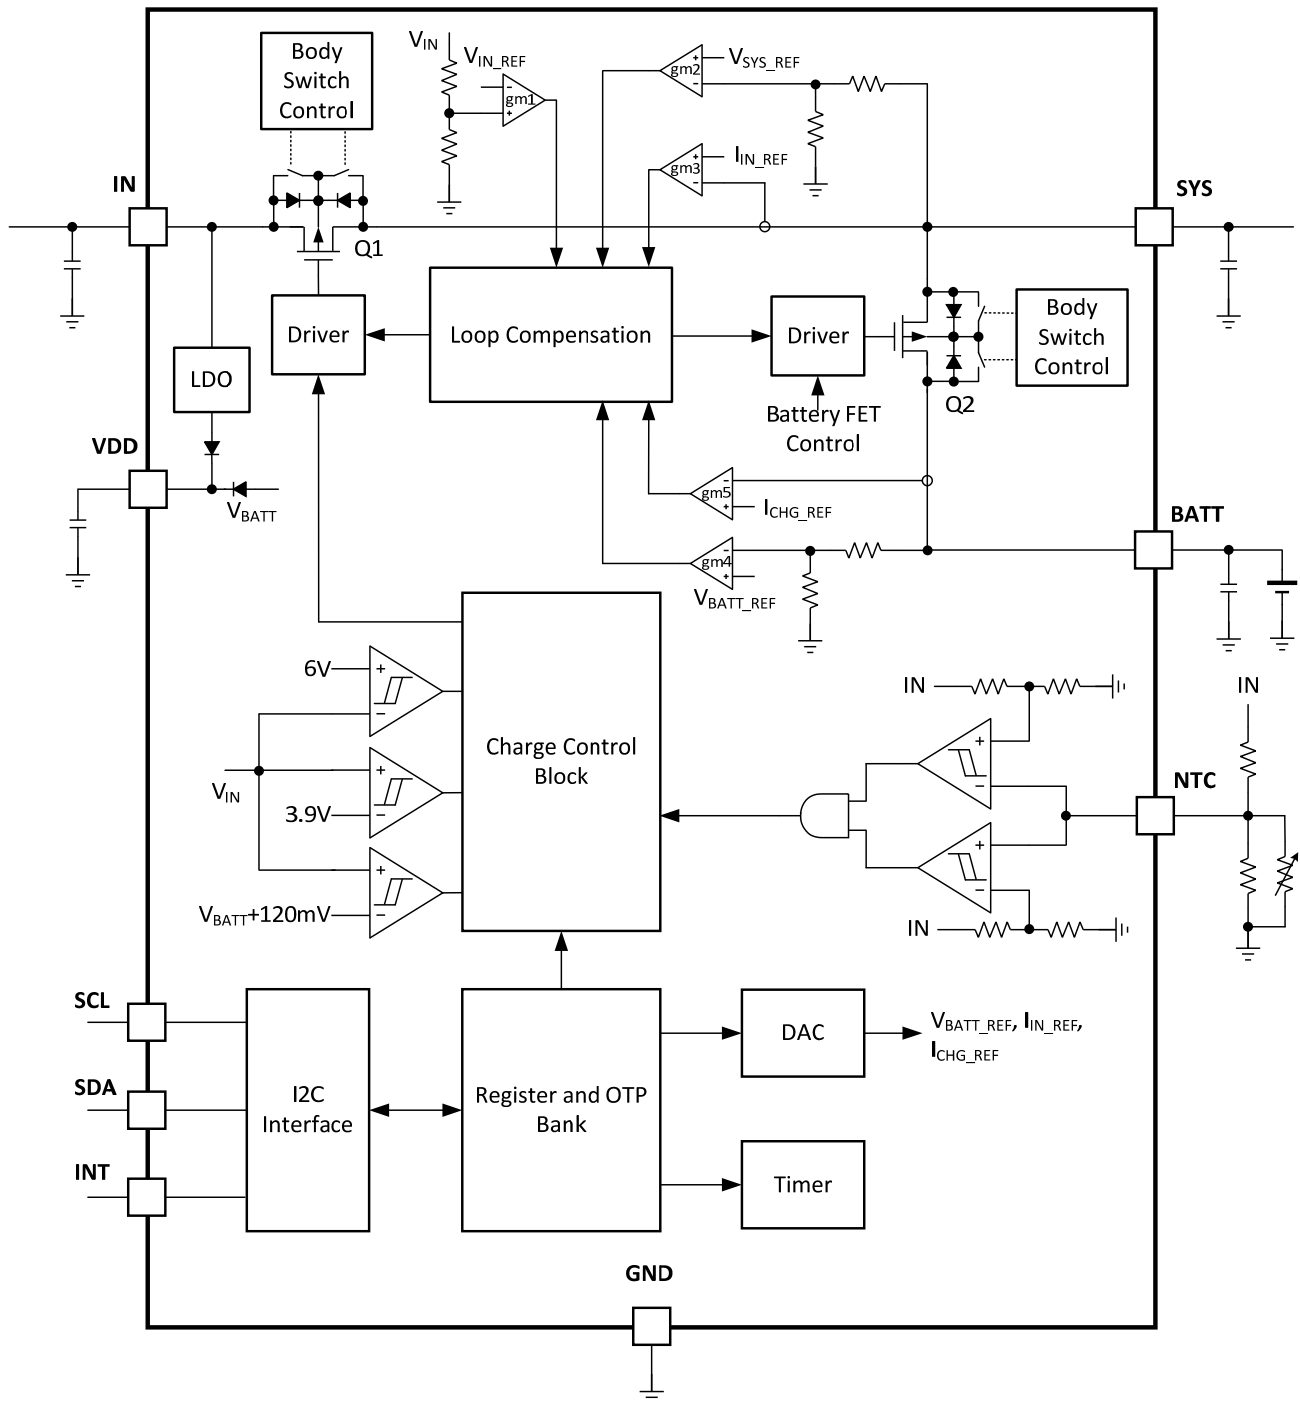 Body
Switch
Control
VIN
VIN_REF
gm1
gm2
VSYS_REF
gm3
IIN_REF
IN
SYS
Q1
Driver
Loop Compensation
Driver
Body
Switch
Control
LDO
Q2
Battery FET
Control
VDD
VBATT
gm5
ICHG_REF
BATT
gm4
VBATT_REF
6V
IN
IN
Charge Control
Block
VIN
NTC
3.9V
VBATT+120mV
IN
SCL
SDA
INT
I2C
Interface
Register and OTP
Bank
DAC
VBATT_REF, IIN_REF,
ICHG_REF
Timer
GND